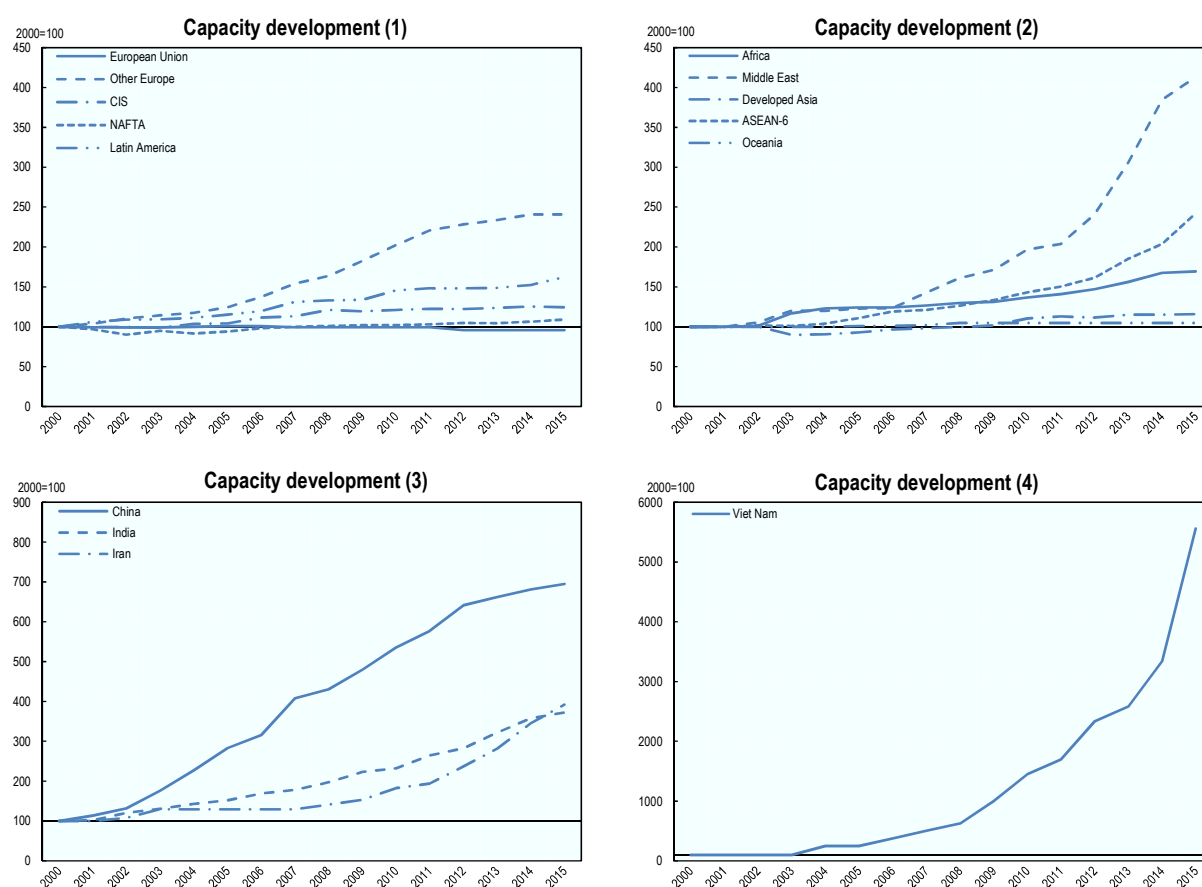 Capacity development (1)
2000=100
450
400
350
300
250
200
150
100
50
0
European Union
Other Europe
CIS
NAFTA
Latin America
2000 2001 2002 2003 2004 2005 2006 2007 2008 2009 2010 2011 2012 2013 2014 2015
Capacity development (2)
2000=100
450
400
350
300
250
200
150
100
50
0
Africa
Middle East
Developed Asia
ASEAN-6
Oceania
2000 2001 2002 2003 2004 2005 2006 2007 2008 2009 2010 2011 2012 2013 2014 2015
Capacity development (3)
2000=100
900
800
700
600
500
400
300
200
100
0
China
India
Iran
2000 2001 2002 2003 2004 2005 2006 2007 2008 2009 2010 2011 2012 2013 2014 2015
Capacity development (4)
2000=100
6000
5000
4000
3000
2000
1000
0
Viet Nam
2000 2001 2002 2003 2004 2005 2006 2007 2008 2009 2010 2011 2012 2013 2014 2015